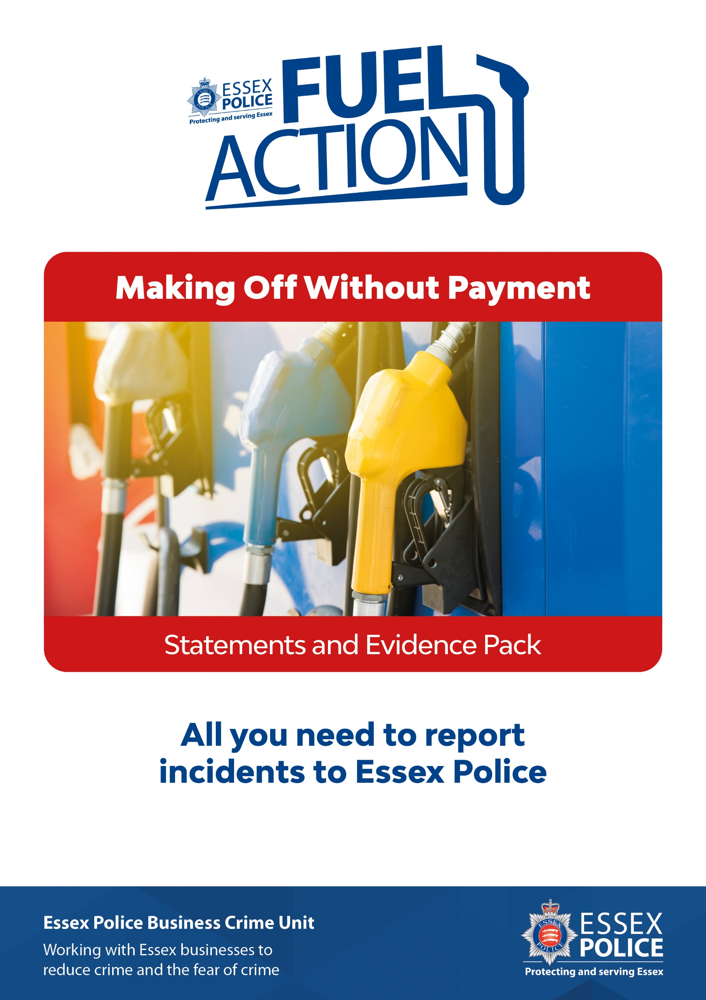 ESSEX
POLICE
Protecting and serving Essex
FUEL
ACTION
Making Off Without Payment
Statements and Evidence Pack
All you need to report
incidents to Essex Police
Essex Police Business Crime Unit
Working with Essex businesses to
reduce crime and the fear of crime
ESSEX
POLICE
ESSEX
POLICE
Protecting and serving Essex